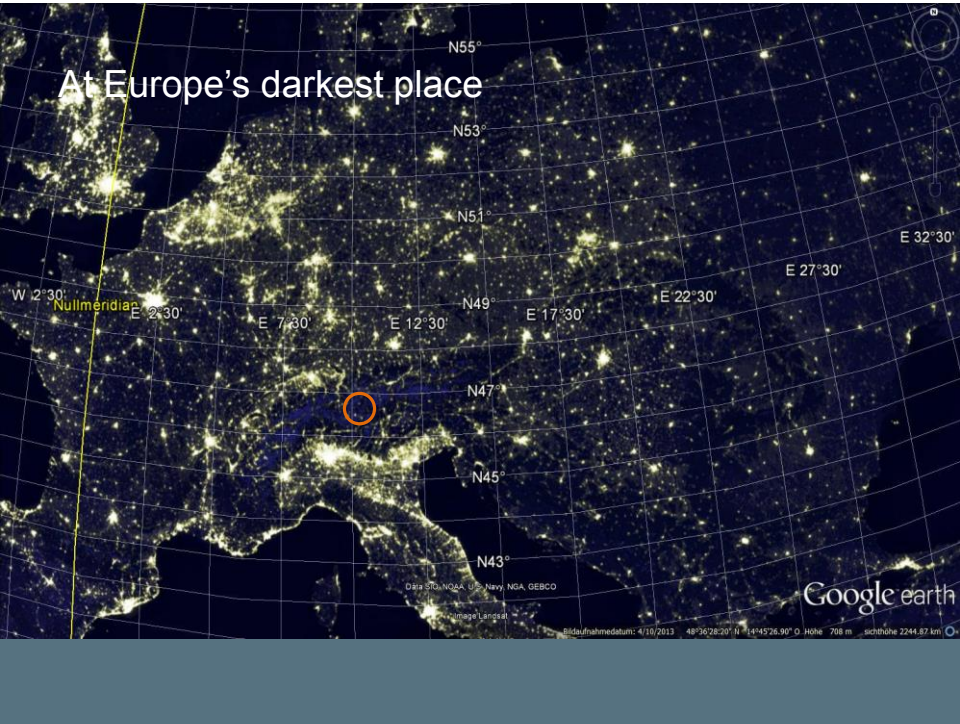 N
N55°
At Europe's darkest place
N53°
N51°
E 32°30'
E 27°30'
W 2°30'
Nullmeridian
E 2°30'
E 7°30'
E 12°30'
N49°
E 17°30'
E 22°30'
N47°
N45°
N43°
Data SIO, NOAA, U.S. Navy, NGA, GEBCO
Image Landsat
Google earth
Bildaufnahmedatum: 4/10/2013 48°36'28.20" N 14°45'26.90" O Höhe 708 m sichthöhe 2244.87 km